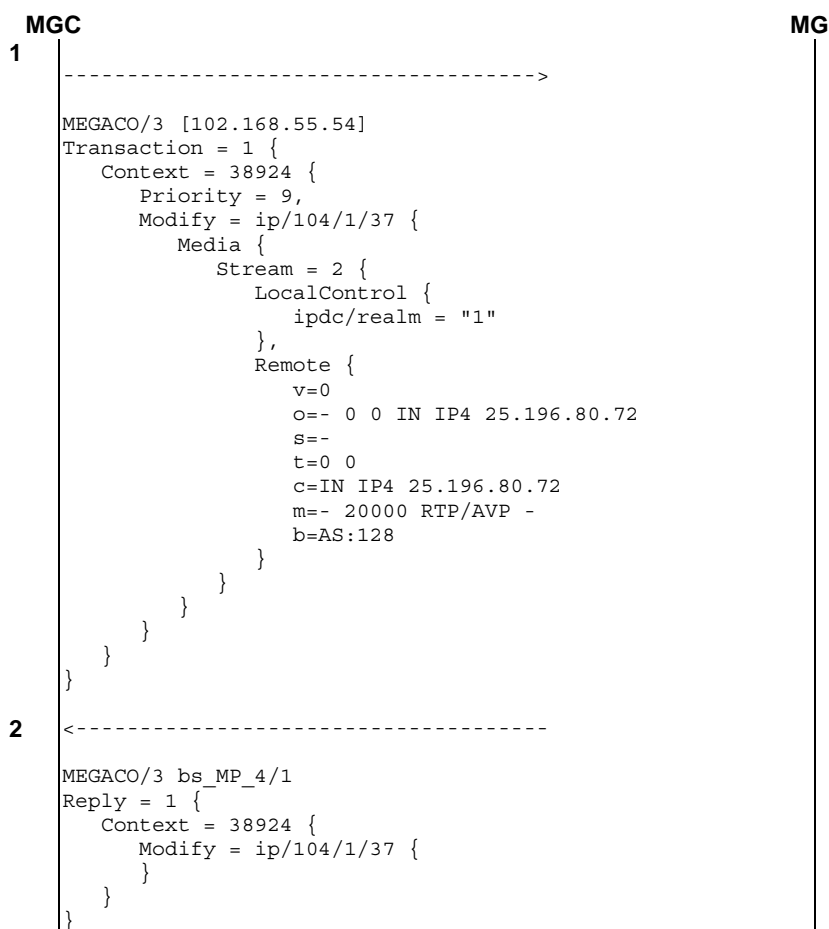 MGC MG
1
------------------------------------->
MEGACO/3 [102.168.55.54]
Transaction = 1 {
   Context = 38924 {
      Priority = 9,
      Modify = ip/104/1/37 {
         Media {
            Stream = 2 {
               LocalControl {
                  ipdc/realm = "1"
               },
               Remote {
                  v=0
                  o=- 0 0 IN IP4 25.196.80.72
                  s=-
                  t=0 0
                  c=IN IP4 25.196.80.72
                  m=- 20000 RTP/AVP -
                  b=AS:128
               }
            }
         }
      }
   }
}
2 <-------------------------------------
MEGACO/3 bs_MP_4/1
Reply = 1 {
   Context = 38924 {
      Modify = ip/104/1/37 {
      }
   }
}